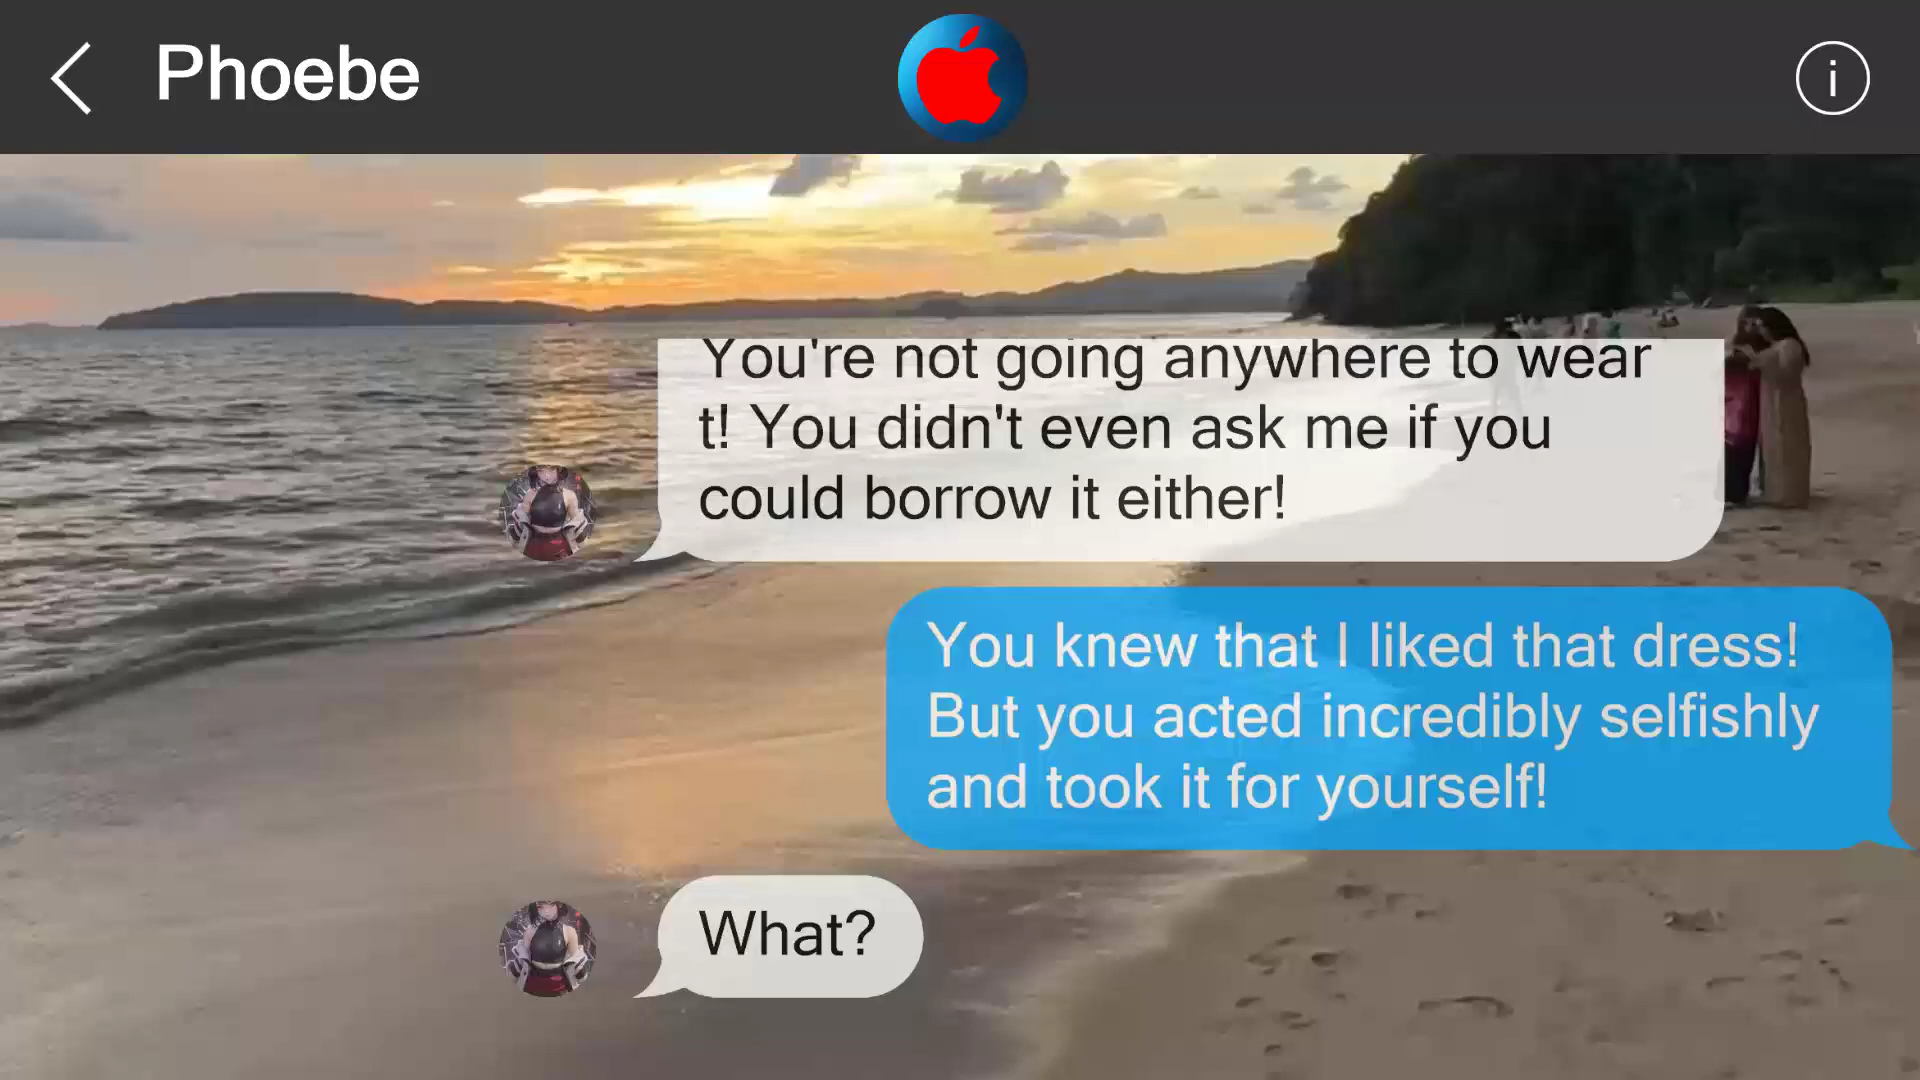 Phoebe
i
You're not going anywhere to wear
t! You didn't even ask me if you
could borrow it either!
You knew that I liked that dress!
But you acted incredibly selfishly
and took it for yourself!
What?